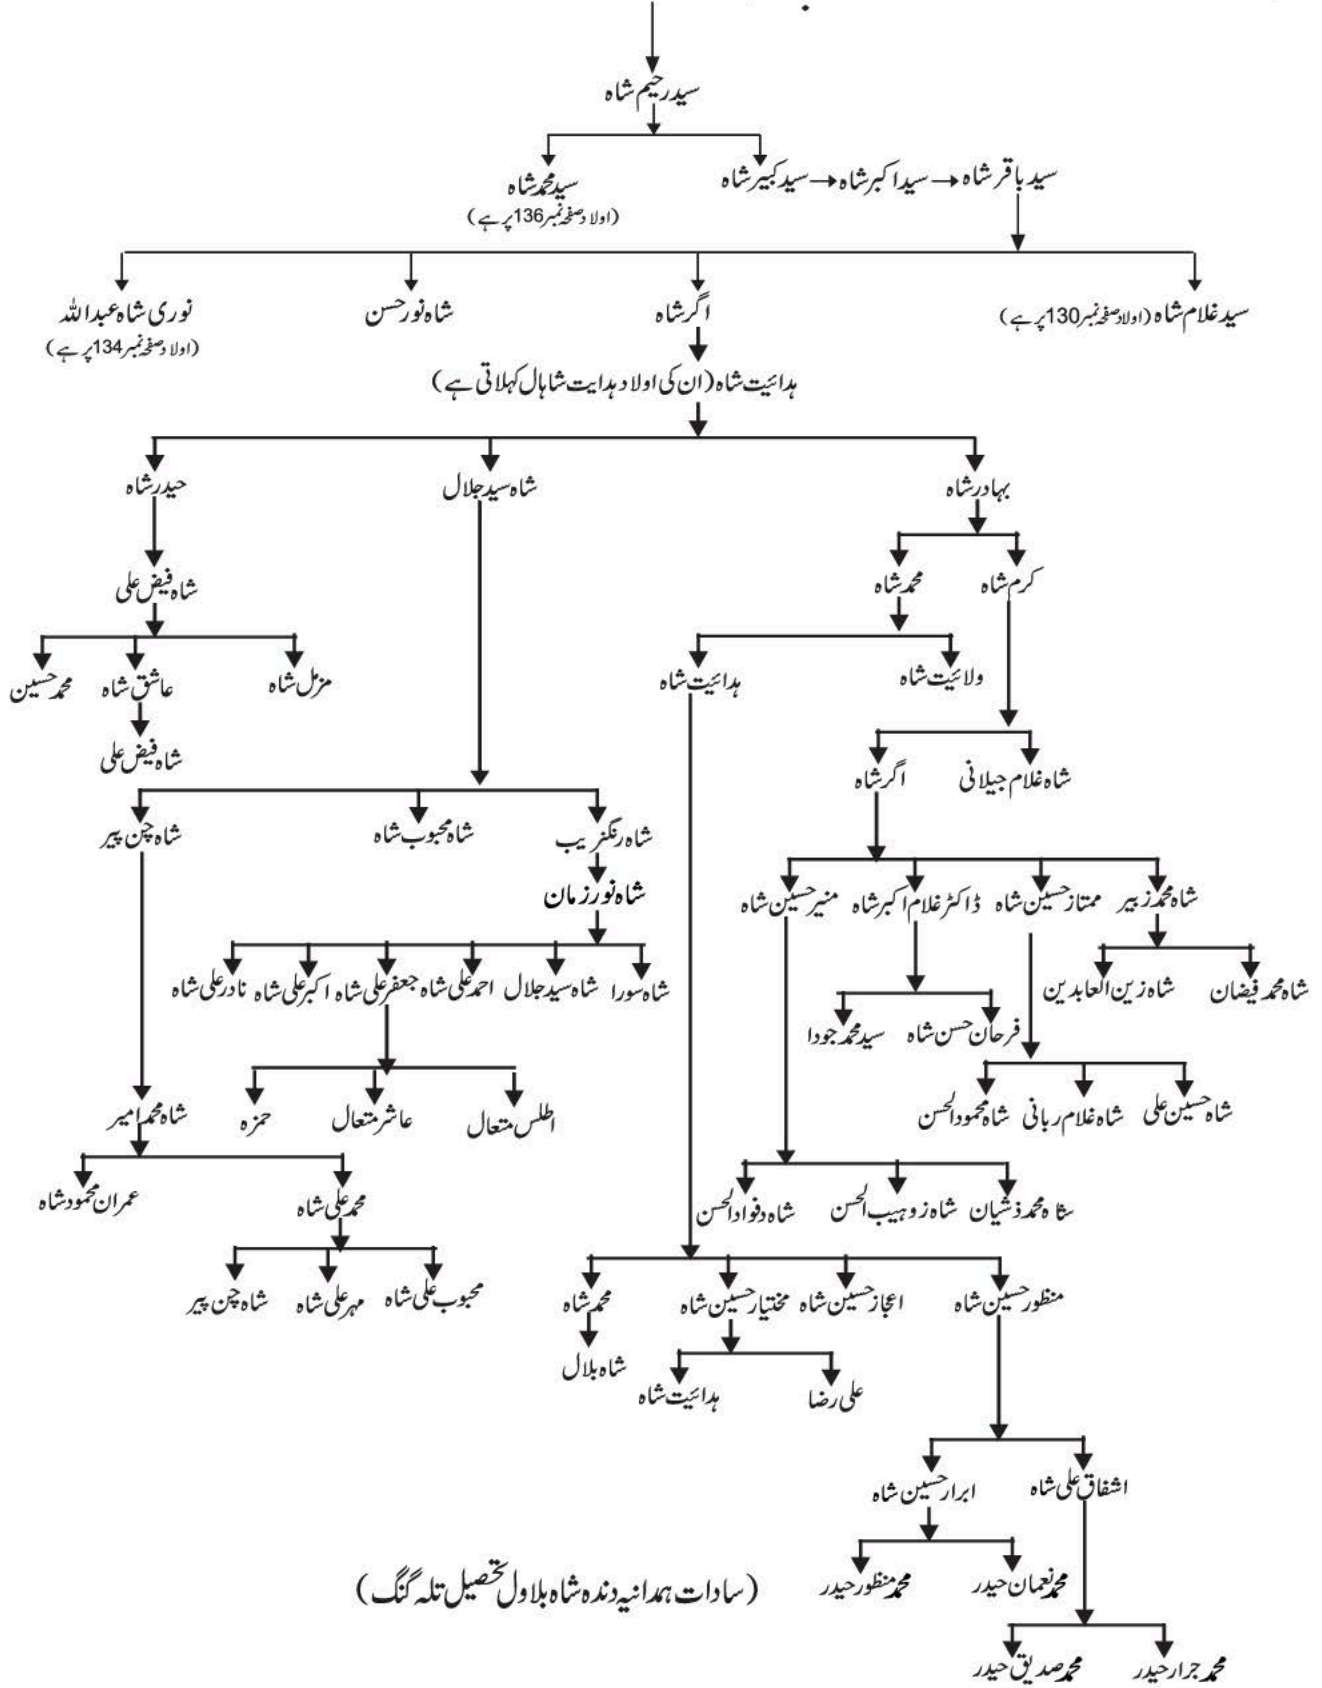 سید رحیم شاہ
سید باقر شاہ → سید اکبر شاہ → سید کبیر شاہ
سید محمد شاہ
(اولاد صفحہ نمبر 136 پر ہے)
سید غلام شاہ (اولاد صفحہ نمبر 130 پر ہے)
اگر شاہ
شاہ نور حسن
نوری شاہ عبداللہ
(اولاد صفحہ نمبر 134 پر ہے)
ہدائیت شاہ (ان کی اولاد ہدایت شاہال کہلاتی ہے)
بہادر شاہ
شاہ سید جلال
حیدر شاہ
کرم شاہ
محمد شاہ
شاہ فیض علی
ولائیت شاہ
ہدائیت شاہ
مزمل شاہ
عاشق شاہ
محمد حسین
شاہ فیض علی
شاہ غلام جیلانی
اگر شاہ
شاہ رنگزیب
شاہ محبوب شاہ
شاہ چن پیر
شاہ نور زمان
شاہ محمد زبیر
ممتاز حسین شاہ
ڈاکٹر غلام اکبر شاہ
منیر حسین شاہ
شاہ محمد فیضان
شاہ زین العابدین
شاہ سورا
شاہ سید جلال
احمد علی شاہ
جعفر علی شاہ
اکبر علی شاہ
نادر علی شاہ
فرحان حسن شاہ
سید محمد جودا
شاہ حسین علی
شاہ غلام ربانی
شاہ محمود الحسن
اطلس متعال
عاشر متعال
حمزہ
شاہ محمد امیر
شاہ محمد ذشیان
شاہ زوہیب الحسن
شاہ دفواد الحسن
محمد علی شاہ
عمران محمود شاہ
منظور حسین شاہ
اعجاز حسین شاہ
مختیار حسین شاہ
محمد شاہ
محبوب علی شاہ
مہر علی شاہ
شاہ چن پیر
شاہ بلال
علی رضا
ہدائیت شاہ
اشفاق علی شاہ
ابرار حسین شاہ
محمد نعمان حیدر
محمد منظور حیدر
(سادات ہمدانیہ دندہ شاہ بلاول تحصیل تلہ گنگ)
محمد جرار حیدر
محمد صدیق حیدر